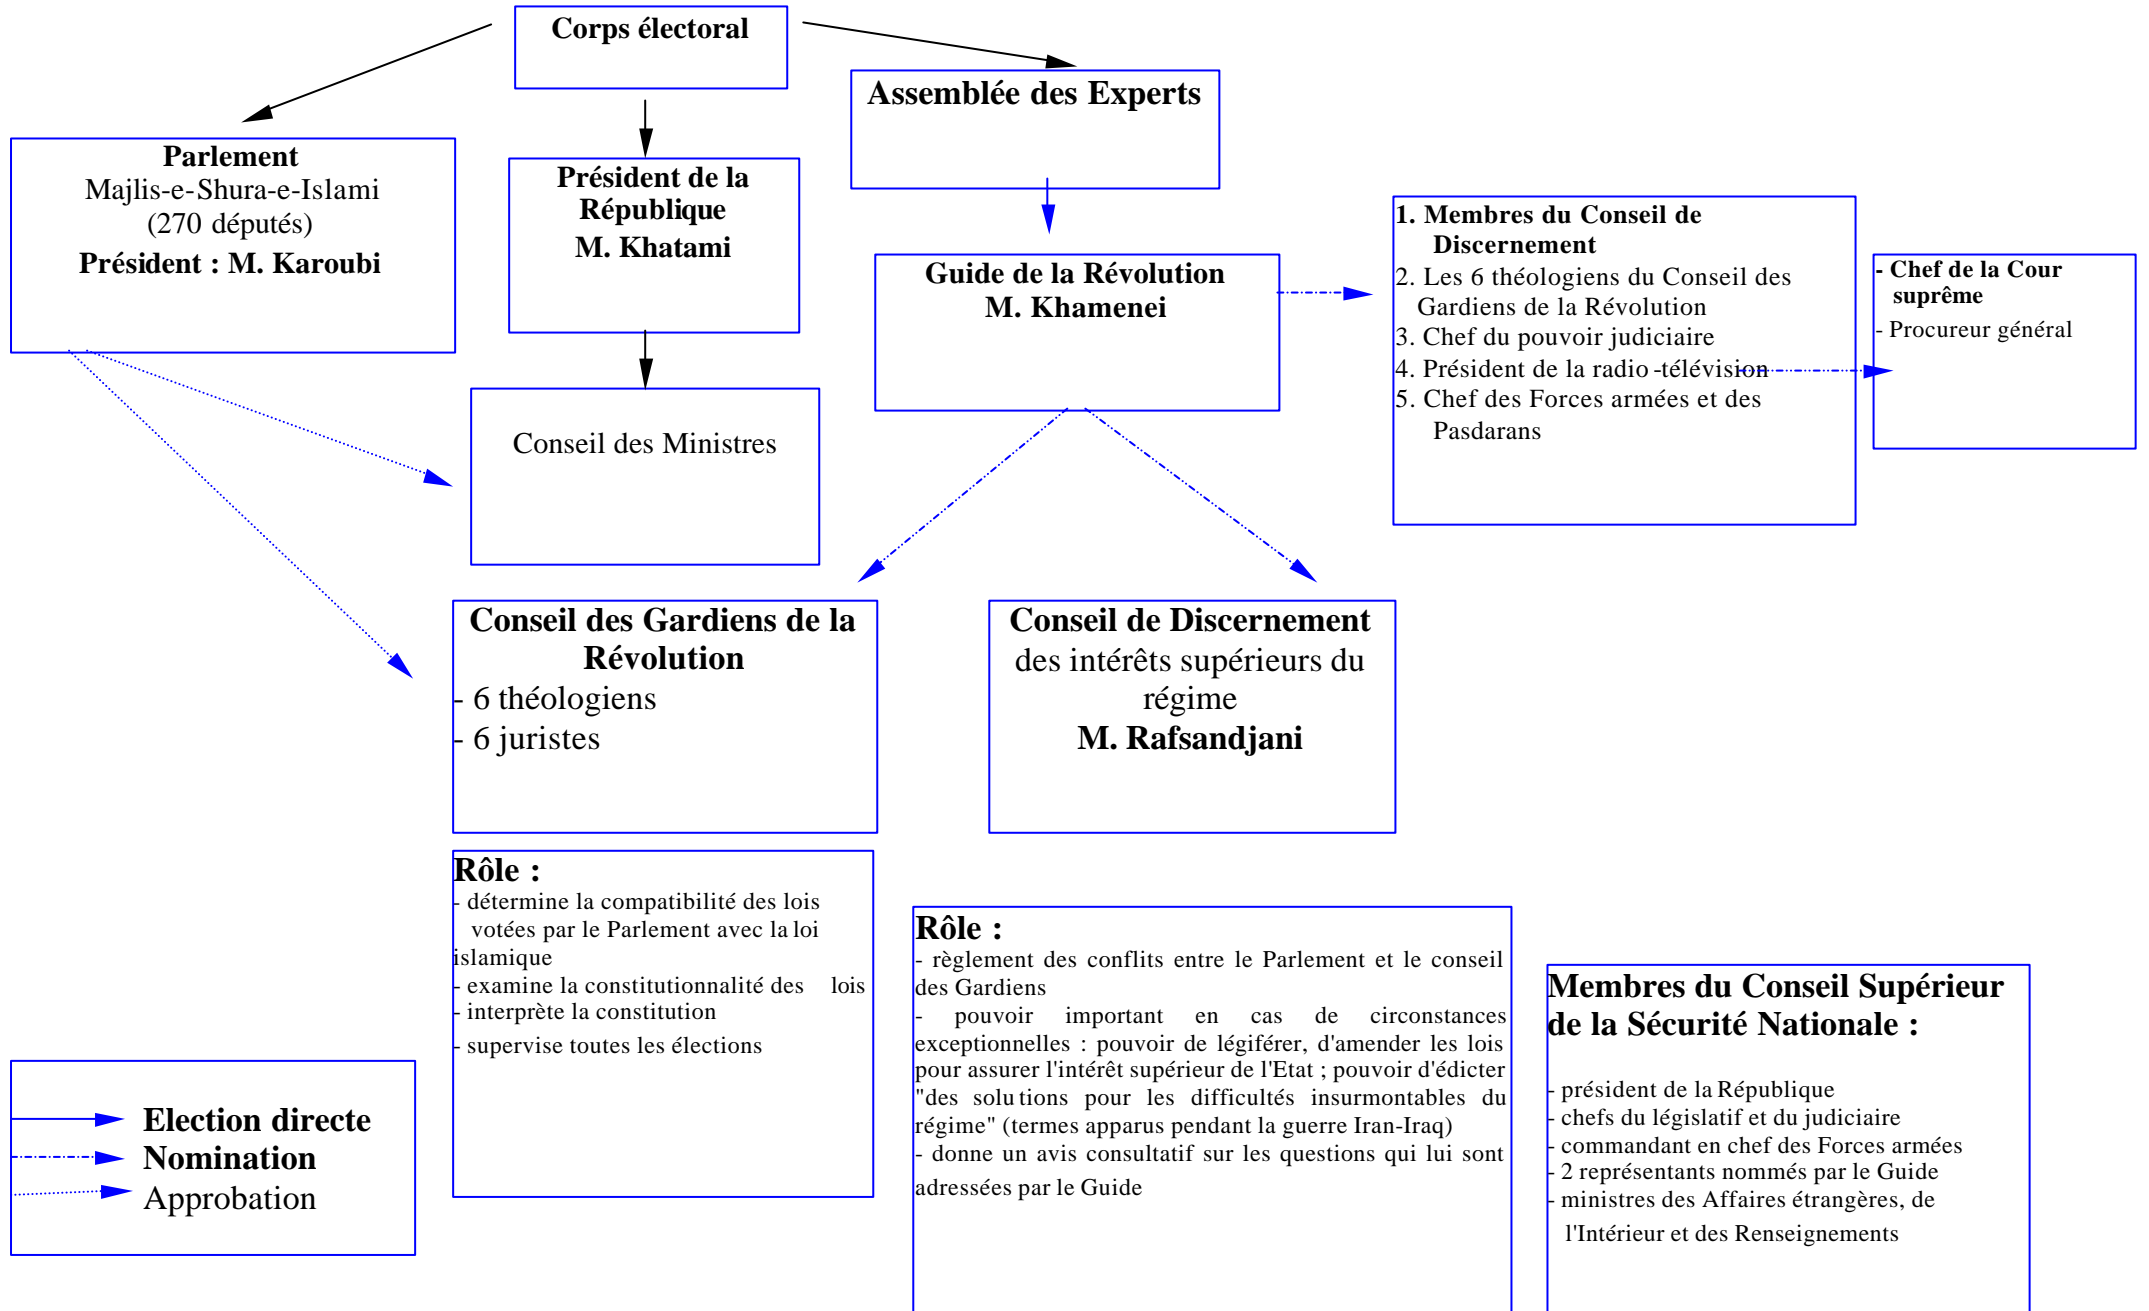 Corps électoral
Assemblée des Experts
Parlement
Majlis-e-Shura-e-Islami
(270 députés)
Président : M. Karoubi
Président de la
République
M. Khatami
Guide de la Révolution
M. Khamenei
1. Membres du Conseil de
Discernement
2. Les 6 théologiens du Conseil des
Gardiens de la Révolution
3. Chef du pouvoir judiciaire
4. Président de la radio-télévision
5. Chef des Forces armées et des
Pasdarans
- Chef de la Cour
suprême
- Procureur général
Conseil des Ministres
Conseil des Gardiens de la
Révolution
- 6 théologiens
- 6 juristes
Conseil de Discernement
des intérêts supérieurs du
régime
M. Rafsandjani
Rôle :
- détermine la compatibilité des lois
votées par le Parlement avec la loi
islamique
- examine la constitutionnalité des lois
- interprète la constitution
- supervise toutes les élections
Rôle :
- règlement des conflits entre le Parlement et le conseil
des Gardiens
- pouvoir important en cas de circonstances
exceptionnelles : pouvoir de légiférer, d'amender les lois
pour assurer l'intérêt supérieur de l'Etat ; pouvoir d'édicter
"des solutions pour les difficultés insurmontables du
régime" (termes apparus pendant la guerre Iran-Iraq)
- donne un avis consultatif sur les questions qui lui sont
adressées par le Guide
Membres du Conseil Supérieur
de la Sécurité Nationale :
- président de la République
- chefs du législatif et du judiciaire
- commandant en chef des Forces armées
- 2 représentants nommés par le Guide
- ministres des Affaires étrangères, de
l'Intérieur et des Renseignements
Election directe
Nomination
Approbation